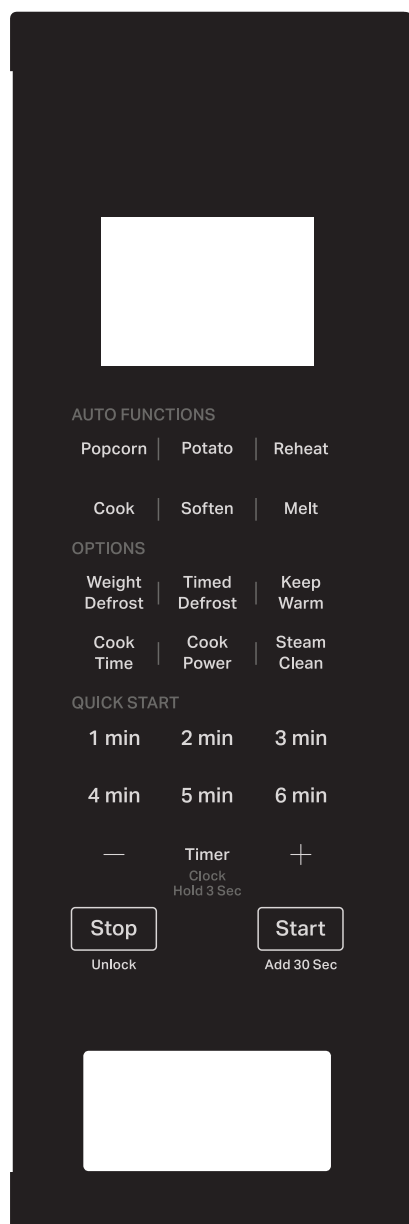 AUTO FUNCTIONS
Popcorn | Potato | Reheat
Cook | Soften | Melt
OPTIONS
Weight Defrost | Timed Defrost | Keep Warm
Cook Time | Cook Power | Steam Clean
QUICK START
1 min 2 min 3 min
4 min 5 min 6 min
— Timer +
Clock
Hold 3 Sec
Stop Start
Unlock Add 30 Sec